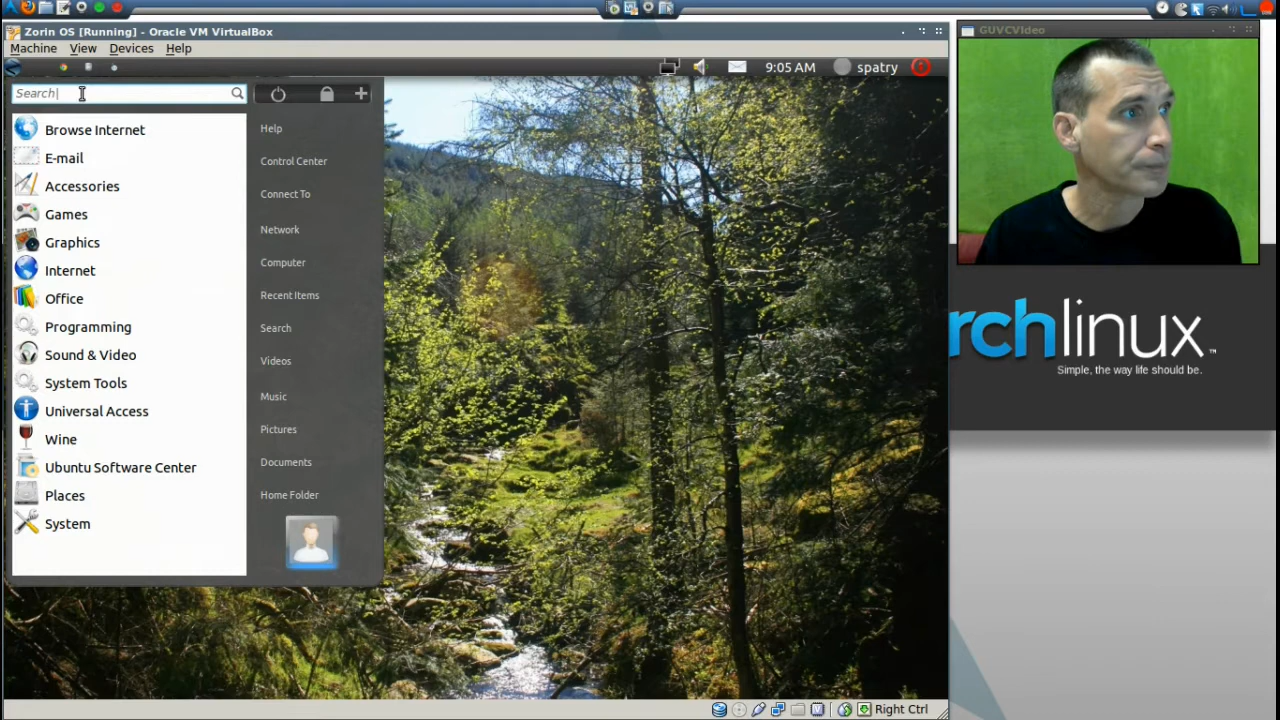 Zorin OS [Running] - Oracle VM VirtualBox
Machine View Devices Help
9:05 AM spatry
Search
Browse Internet
E-mail
Accessories
Games
Graphics
Internet
Office
Programming
Sound & Video
System Tools
Universal Access
Wine
Ubuntu Software Center
Places
System
Help
Control Center
Connect To
Network
Computer
Recent Items
Search
Videos
Music
Pictures
Documents
Home Folder
Right Ctrl
GUVCVideo
rchlinux™
Simple, the way life should be.